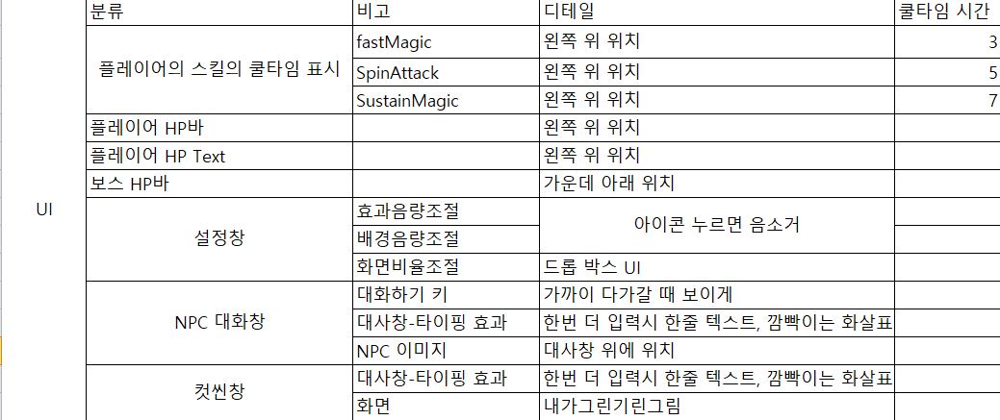 분류 비고 디테일 쿨타임 시간
플레이어의 스킬의 쿨타임 표시 fastMagic 왼쪽 위 위치 3
SpinAttack 왼쪽 위 위치 5
SustainMagic 왼쪽 위 위치 7
플레이어 HP바 왼쪽 위 위치
플레이어 HP Text 왼쪽 위 위치
보스 HP바 가운데 아래 위치
UI
설정창 효과음량조절 아이콘 누르면 음소거
배경음량조절
화면비율조절 드롭 박스 UI
NPC 대화창 대화하기 키 가까이 다가갈 때 보이게
대사창-타이핑 효과 한번 더 입력시 한줄 텍스트, 깜빡이는 화살표
NPC 이미지 대사창 위에 위치
컷씬창 대사창-타이핑 효과 한번 더 입력시 한줄 텍스트, 깜빡이는 화살표
화면 내가그린기린그림